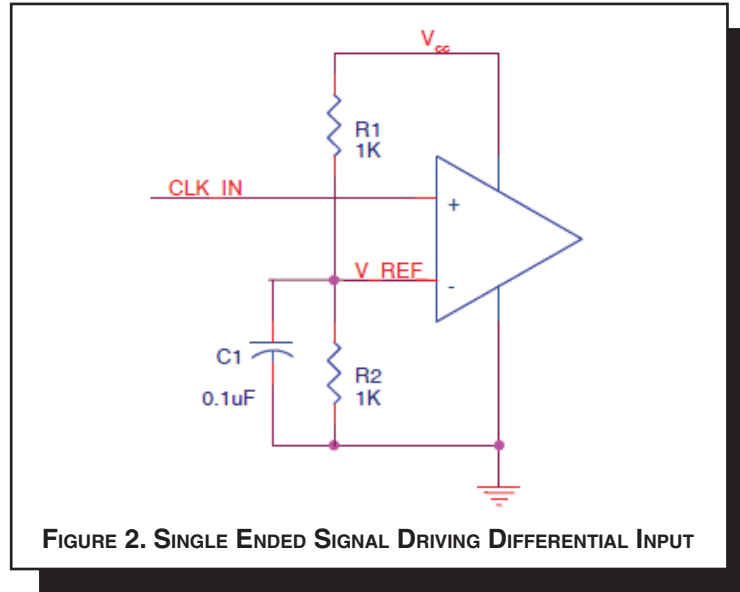 Vcc
R1
1K
CLK_IN
+
V_REF
-
C1
0.1uF
R2
1K
FIGURE 2. SINGLE ENDED SIGNAL DRIVING DIFFERENTIAL INPUT